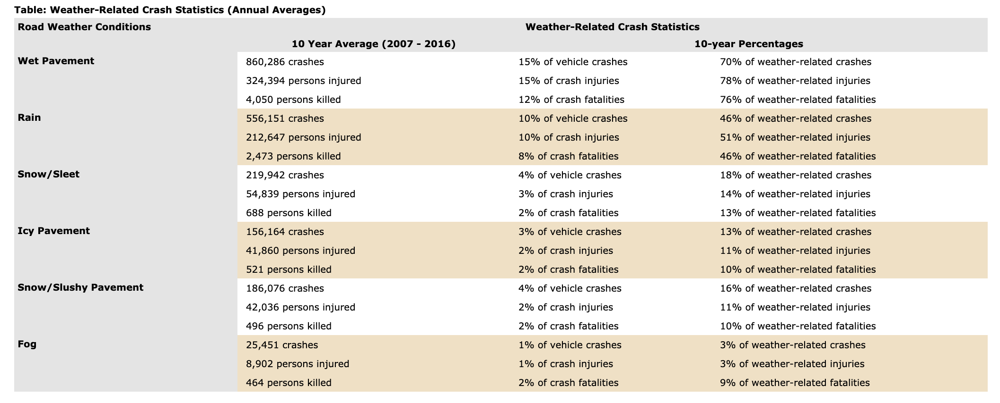 Table: Weather-Related Crash Statistics (Annual Averages)
Road Weather Conditions Weather-Related Crash Statistics
10 Year Average (2007 - 2016) 10-year Percentages
Wet Pavement 860,286 crashes 15% of vehicle crashes 70% of weather-related crashes
324,394 persons injured 15% of crash injuries 78% of weather-related injuries
4,050 persons killed 12% of crash fatalities 76% of weather-related fatalities
Rain 556,151 crashes 10% of vehicle crashes 46% of weather-related crashes
212,647 persons injured 10% of crash injuries 51% of weather-related injuries
2,473 persons killed 8% of crash fatalities 46% of weather-related fatalities
Snow/Sleet 219,942 crashes 4% of vehicle crashes 18% of weather-related crashes
54,839 persons injured 3% of crash injuries 14% of weather-related injuries
688 persons killed 2% of crash fatalities 13% of weather-related fatalities
Icy Pavement 156,164 crashes 3% of vehicle crashes 13% of weather-related crashes
41,860 persons injured 2% of crash injuries 11% of weather-related injuries
521 persons killed 2% of crash fatalities 10% of weather-related fatalities
Snow/Slushy Pavement 186,076 crashes 4% of vehicle crashes 16% of weather-related crashes
42,036 persons injured 2% of crash injuries 11% of weather-related injuries
496 persons killed 2% of crash fatalities 10% of weather-related fatalities
Fog 25,451 crashes 1% of vehicle crashes 3% of weather-related crashes
8,902 persons injured 1% of crash injuries 3% of weather-related injuries
464 persons killed 2% of crash fatalities 9% of weather-related fatalities